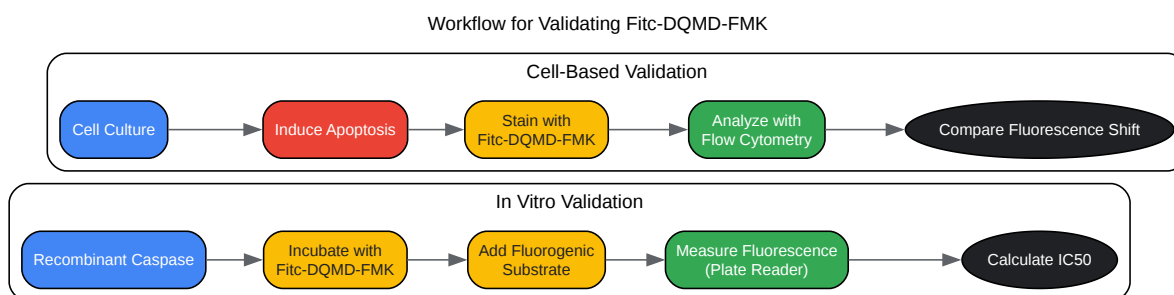 Workflow for Validating Fitc-DQMD-FMK
Cell-Based Validation
Cell Culture
Induce Apoptosis
Stain with
Fitc-DQMD-FMK
Analyze with
Flow Cytometry
Compare Fluorescence Shift
In Vitro Validation
Recombinant Caspase
Incubate with
Fitc-DQMD-FMK
Add Fluorogenic
Substrate
Measure Fluorescence
(Plate Reader)
Calculate IC50